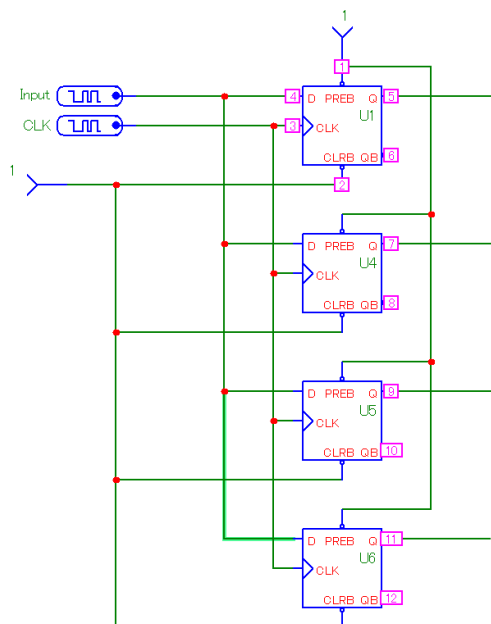 1
1
Input
4
D PREB Q
5
U1
CLK
3
CLK
6
CLRB QB
1
2
D PREB Q
7
U4
CLK
8
CLRB QB
D PREB Q
9
U5
CLK
10
CLRB QB
D PREB Q
11
U6
CLK
12
CLRB QB